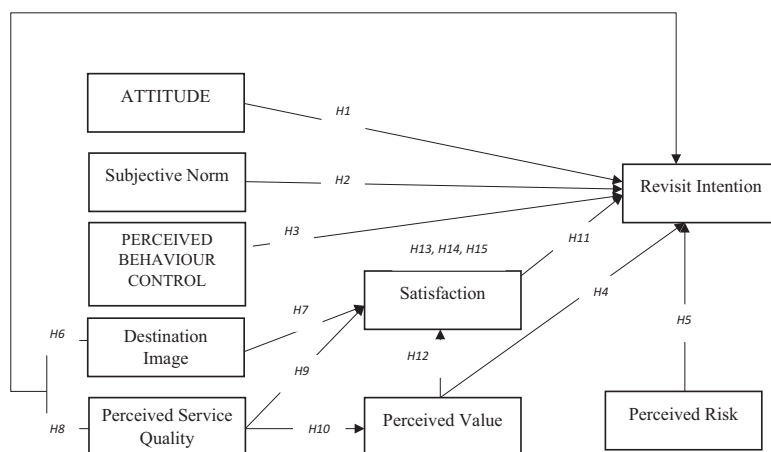 ATTITUDE
H1
Subjective Norm
H2
Revisit Intention
PERCEIVED
BEHAVIOUR
CONTROL
H3
H13, H14, H15
H11
Satisfaction
H4
H6
Destination
Image
H7
H5
H9
H12
H8
Perceived Service
Quality
H10
Perceived Value
Perceived Risk